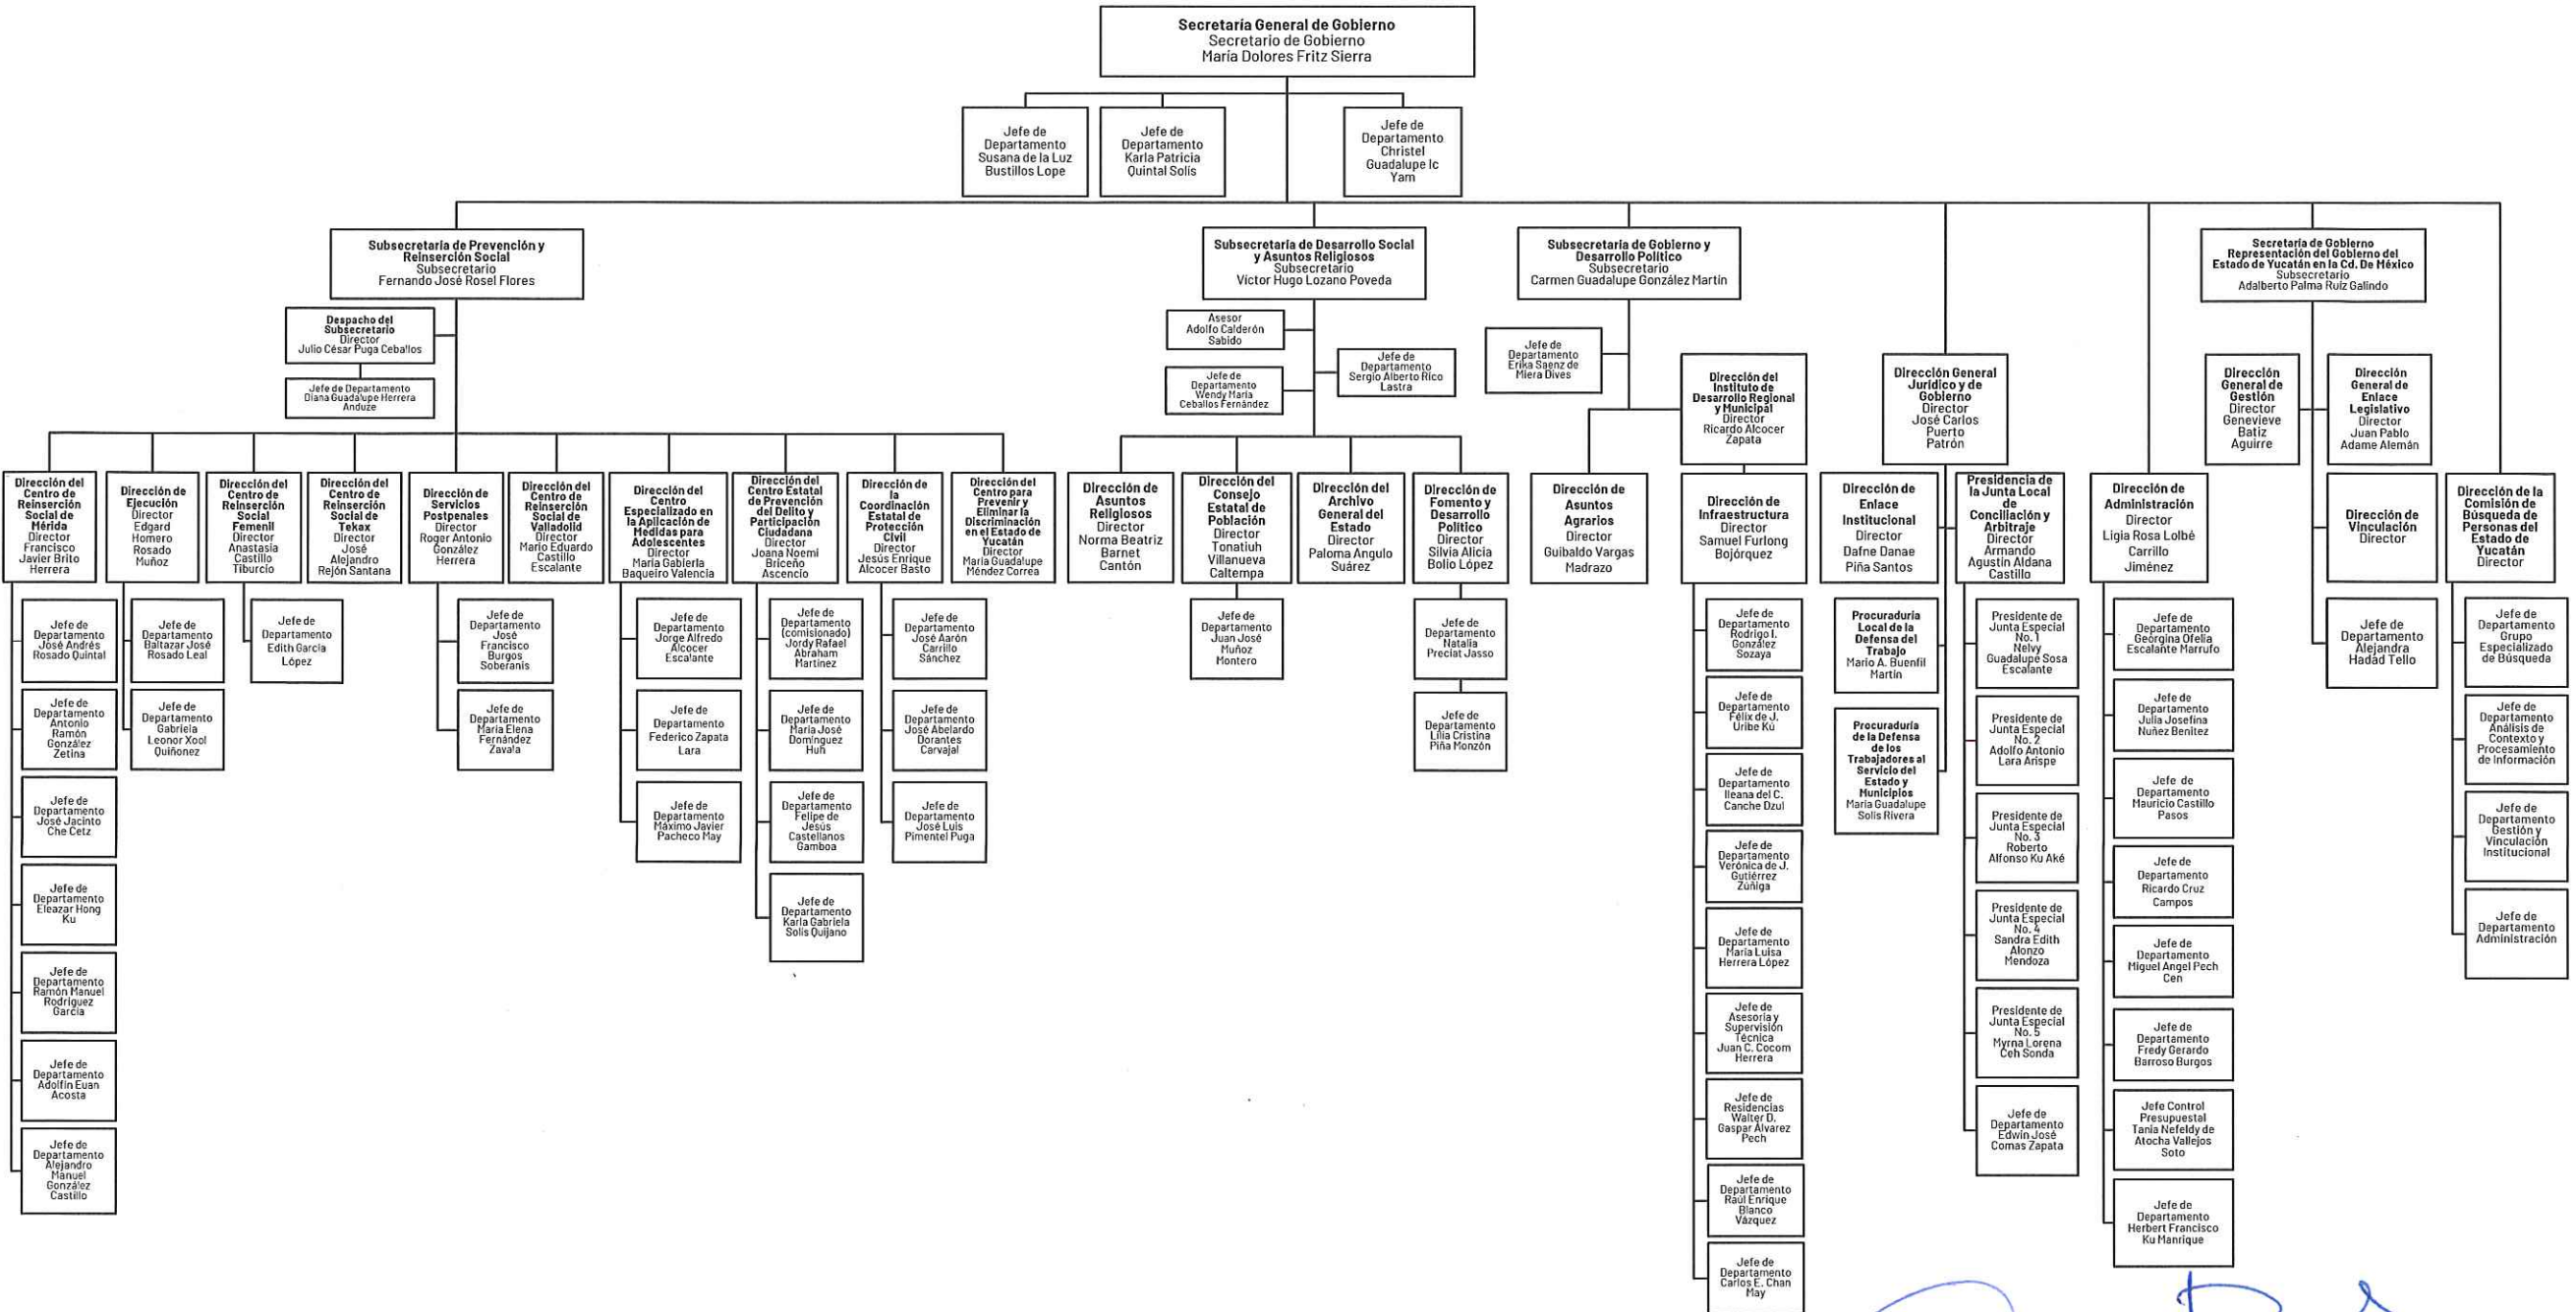 Secretaría General de Gobierno
Secretario de Gobierno
María Dolores Fritz Sierra
Jefe de
Departamento
Susana de la Luz
Bustillos Lope
Jefe de
Departamento
Karla Patricia
Quintal Solís
Jefe de
Departamento
Christel
Guadalupe Ic
Yam
Subsecretaría de Prevención y
Reinserción Social
Subsecretario
Fernando José Rosel Flores
Despacho del
Subsecretario
Director
Julio César Puga Ceballos
Jefe de Departamento
Diana Guadalupe Herrera
Anduze
Subsecretaría de Desarrollo Social
y Asuntos Religiosos
Subsecretario
Víctor Hugo Lozano Poveda
Asesor
Adolfo Calderón
Sabido
Jefe de
Departamento
Sergio Alberto Rico
Lastra
Jefe de
Departamento
Wendy María
Ceballos Fernández
Subsecretaría de Gobierno y
Desarrollo Político
Subsecretario
Carmen Guadalupe González Martín
Jefe de
Departamento
Erika Saenz de
Miera Dives
Dirección del
Instituto de
Desarrollo Regional
y Municipal
Director
Ricardo Alcocer
Zapata
Dirección General
Jurídico y de
Gobierno
Director
José Carlos
Puerto
Patrón
Secretaría de Gobierno
Representación del Gobierno del
Estado de Yucatán en la Cd. De México
Subsecretario
Adalberto Palma Ruiz Galindo
Dirección
General de
Gestión
Director
Genevieve
Batiz
Aguirre
Dirección
General de
Enlace
Legislativo
Director
Juan Pablo
Adame Alemán
Dirección del
Centro de
Reinserción
Social de
Mérida
Director
Francisco
Javier Brito
Herrera
Dirección de
Ejecución
Director
Edgard
Homero
Rosado
Muñoz
Dirección del
Centro de
Reinserción
Social
Femenil
Director
Anastasia
Castillo
Tiburcio
Dirección del
Centro de
Reinserción
Social de
Tekax
Director
José
Alejandro
Rejón Santana
Dirección de
Servicios
Postpenales
Director
Roger Antonio
González
Herrera
Dirección del
Centro de
Reinserción
Social de
Valladolid
Director
Mario Eduardo
Castillo
Escalante
Dirección del
Centro
Especializado en
la Aplicación de
Medidas para
Adolescentes
Director
María Gabierla
Baqueiro Valencia
Dirección del
Centro Estatal
de Prevención
del Delito y
Participación
Ciudadana
Director
Joana Noemi
Briceño
Ascencio
Dirección de
la
Coordinación
Estatal de
Protección
Civil
Director
Jesús Enrique
Alcocer Basto
Dirección del
Centro para
Prevenir y
Eliminar la
Discriminación
en el Estado de
Yucatán
Director
María Guadalupe
Méndez Correa
Dirección de
Asuntos
Religiosos
Director
Norma Beatriz
Barnet
Cantón
Dirección del
Consejo
Estatal de
Población
Director
Tonatiuh
Villanueva
Caltempa
Dirección del
Archivo
General del
Estado
Director
Paloma Angulo
Suárez
Dirección de
Fomento y
Desarrollo
Político
Director
Silvia Alicia
Bolio López
Dirección de
Asuntos
Agrarios
Director
Guibaldo Vargas
Madrazo
Dirección de
Infraestructura
Director
Samuel Furlong
Bojórquez
Dirección de
Enlace
Institucional
Director
Dafne Danae
Piña Santos
Presidencia de
la Junta Local
de
Conciliación y
Arbitraje
Director
Armando
Agustín Aldana
Castillo
Dirección de
Administración
Director
Ligia Rosa Lolbé
Carrillo
Jiménez
Dirección de
Vinculación
Director
Dirección de la
Comisión de
Búsqueda de
Personas del
Estado de
Yucatán
Director
Jefe de
Departamento
José Andrés
Rosado Quintal
Jefe de
Departamento
Antonio
Ramón
González
Zetina
Jefe de
Departamento
José Jacinto
Che Cetz
Jefe de
Departamento
Eleazar Hong
Ku
Jefe de
Departamento
Ramón Manuel
Rodríguez
García
Jefe de
Departamento
Adolfin Euan
Acosta
Jefe de
Departamento
Alejandro
Manuel
González
Castillo
Jefe de
Departamento
Baltazar José
Rosado Leal
Jefe de
Departamento
Gabriela
Leonor Xool
Quiñonez
Jefe de
Departamento
Edith García
López
Jefe de
Departamento
José
Francisco
Burgos
Soberanis
Jefe de
Departamento
María Elena
Fernández
Zavala
Jefe de
Departamento
Jorge Alfredo
Alcocer
Escalante
Jefe de
Departamento
Federico Zapata
Lara
Jefe de
Departamento
Máximo Javier
Pacheco May
Jefe de
Departamento
(comisionado)
Jordy Rafael
Abraham
Martinez
Jefe de
Departamento
María José
Domínguez
Huh
Jefe de
Departamento
Felipe de
Jesús
Castellanos
Gamboa
Jefe de
Departamento
Karla Gabriela
Solís Quijano
Jefe de
Departamento
José Aarón
Carrillo
Sánchez
Jefe de
Departamento
José Abelardo
Dorantes
Carvajal
Jefe de
Departamento
José Luis
Pimentel Puga
Jefe de
Departamento
Juan José
Muñoz
Montero
Jefe de
Departamento
Natalia
Preciat Jasso
Jefe de
Departamento
Lilia Cristina
Piña Monzón
Jefe de
Departamento
Rodrigo I.
González
Sozaya
Jefe de
Departamento
Félix de J.
Uribe Kú
Jefe de
Departamento
Ileana del C.
Canche Dzul
Jefe de
Departamento
Verónica de J.
Gutiérrez
Zúñiga
Jefe de
Departamento
María Luisa
Herrera López
Jefe de
Asesoría y
Supervisión
Técnica
Juan C. Cocom
Herrera
Jefe de
Residencias
Walter D.
Gaspar Álvarez
Pech
Jefe de
Departamento
Raúl Enrique
Blanco
Vázquez
Jefe de
Departamento
Carlos E. Chan
May
Procuraduría
Local de la
Defensa del
Trabajo
Mario A. Buenfil
Martín
Procuraduría
de la Defensa
de los
Trabajadores al
Servicio del
Estado y
Municipios
María Guadalupe
Solís Rivera
Presidente de
Junta Especial
No. 1
Nelvy
Guadalupe Sosa
Escalante
Presidente de
Junta Especial
No. 2
Adolfo Antonio
Lara Arispe
Presidente de
Junta Especial
No. 3
Roberto
Alfonso Ku Aké
Presidente de
Junta Especial
No. 4
Sandra Edith
Alonzo
Mendoza
Presidente de
Junta Especial
No. 5
Myrna Lorena
Ceh Sonda
Jefe de
Departamento
Edwin José
Comas Zapata
Jefe de
Departamento
Georgina Ofelia
Escalante Marrufo
Jefe de
Departamento
Julia Josefina
Nuñez Benitez
Jefe de
Departamento
Mauricio Castillo
Pasos
Jefe de
Departamento
Ricardo Cruz
Campos
Jefe de
Departamento
Miguel Angel Pech
Cen
Jefe de
Departamento
Fredy Gerardo
Barroso Burgos
Jefe Control
Presupuestal
Tania Nefeldy de
Atocha Vallejos
Soto
Jefe de
Departamento
Herbert Francisco
Ku Manrique
Jefe de
Departamento
Alejandra
Hadad Tello
Jefe de
Departamento
Grupo
Especializado
de Búsqueda
Jefe de
Departamento
Análisis de
Contexto y
Procesamiento
de Información
Jefe de
Departamento
Gestión y
Vinculación
Institucional
Jefe de
Departamento
Administración